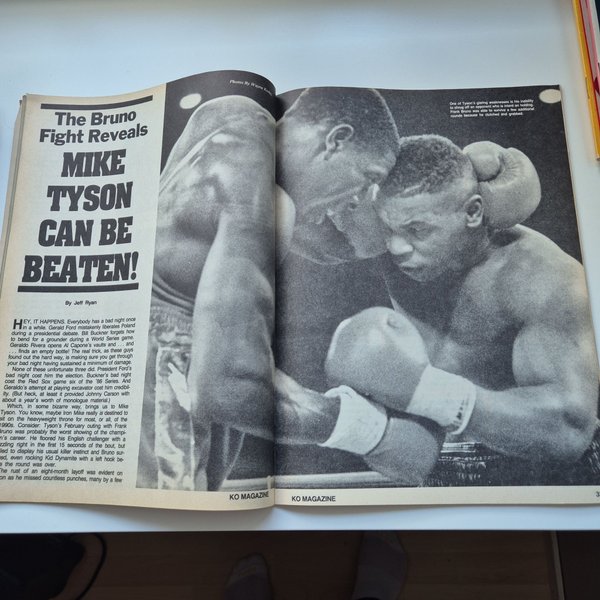 Photos By Wayne
The Bruno
Fight Reveals
MIKE
TYSON
CAN BE
BEATEN!
By Jeff Ryan
HEY, IT HAPPENS. Everybody has a bad night once
in a while. Gerald Ford mistakenly liberates Poland
during a presidential debate. Bill Buckner forgets how
to bend for a grounder during a World Series game.
Geraldo Rivera opens Al Capone's vaults and . . . and
. . . finds an empty bottle! The real trick, as these guys
found out the hard way, is making sure you get through
your bad night having sustained a minimum of damage.
None of these unfortunate three did. President Ford's
bad night cost him the election. Buckner's bad night
cost the Red Sox game six of the '86 Series. And
Geraldo's attempt at playing excavator cost him credibil-
ity. (But heck, at least it provided Johnny Carson with
about a year's worth of monologue material.)
Which, in some bizarre way, brings us to Mike
Tyson. You know, maybe Iron Mike really is destined to
sit on the heavyweight throne for most, or all, of the
1990s. Consider: Tyson's February outing with Frank
Bruno was probably the worst showing of the champi-
on's career. He floored his English challenger with a
right in the first 15 seconds of the bout, but
to display his usual killer instinct and Bruno sur-
, even rocking Kid Dynamite with a left hook be-
the round was over.
The rust of an eight-month layoff was evident on
as he missed countless punches, many by a few
KO MAGAZINE
One of Tyson's glaring weaknesses is his inability
to shrug off an opponent who is intent on holding.
Frank Bruno was able to survive a few additional
rounds because he clutched and grabbed.
KO MAGAZINE
3